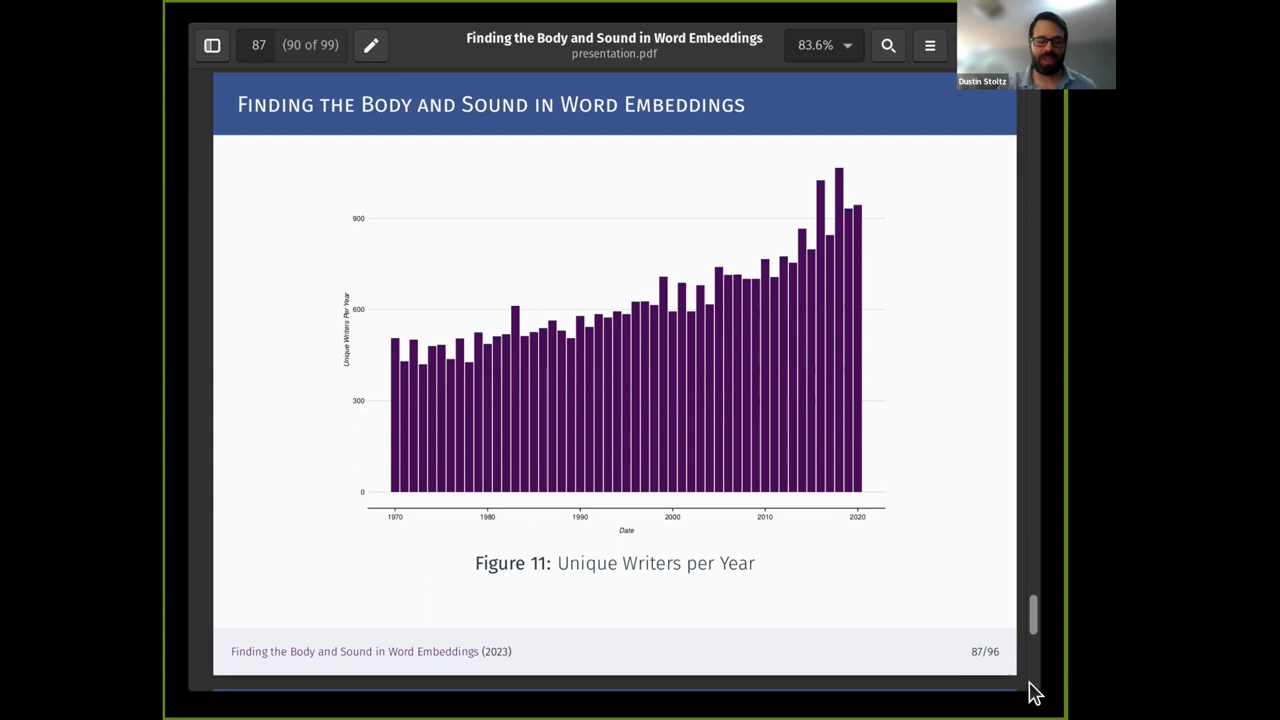 87 (90 of 99)
Finding the Body and Sound in Word Embeddings
presentation.pdf
83.6%
Dustin Stoltz
Finding the Body and Sound in Word Embeddings
900
600
300
0
Unique Writers Per Year
1970 1980 1990 2000 2010 2020
Date
Figure 11: Unique Writers per Year
Finding the Body and Sound in Word Embeddings (2023)
87/96